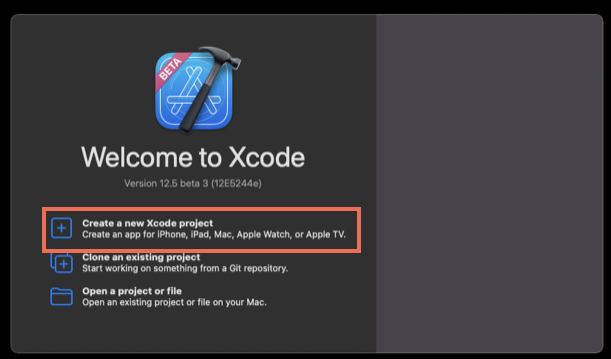 BETA
Welcome to Xcode
Version 12.5 beta 3 (12E5244e)
Create a new Xcode project
Create an app for iPhone, iPad, Mac, Apple Watch, or Apple TV.
Clone an existing project
Start working on something from a Git repository.
Open a project or file
Open an existing project or file on your Mac.